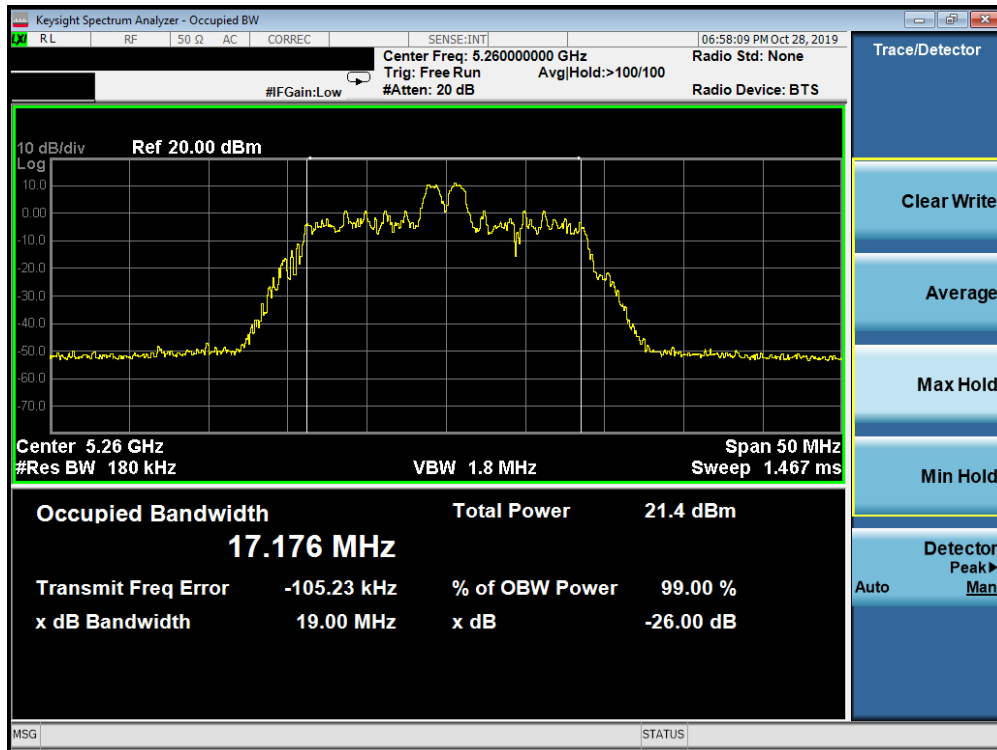 Keysight Spectrum Analyzer - Occupied BW
LXI RL RF 50 Ω AC CORREC SENSE:INT 06:58:09 PM Oct 28, 2019
Center Freq: 5.260000000 GHz Radio Std: None
Trig: Free Run Avg|Hold:>100/100
#IFGain:Low #Atten: 20 dB Radio Device: BTS
Trace/Detector
10 dB/div Ref 20.00 dBm
Log
10.0
0.00
-10.0
-20.0
-30.0
-40.0
-50.0
-60.0
-70.0
Center 5.26 GHz Span 50 MHz
#Res BW 180 kHz VBW 1.8 MHz Sweep 1.467 ms
Occupied Bandwidth Total Power 21.4 dBm
17.176 MHz
Transmit Freq Error -105.23 kHz % of OBW Power 99.00 %
x dB Bandwidth 19.00 MHz x dB -26.00 dB
Clear Write
Average
Max Hold
Min Hold
Detector
Peak▶
Auto Man
MSG STATUS